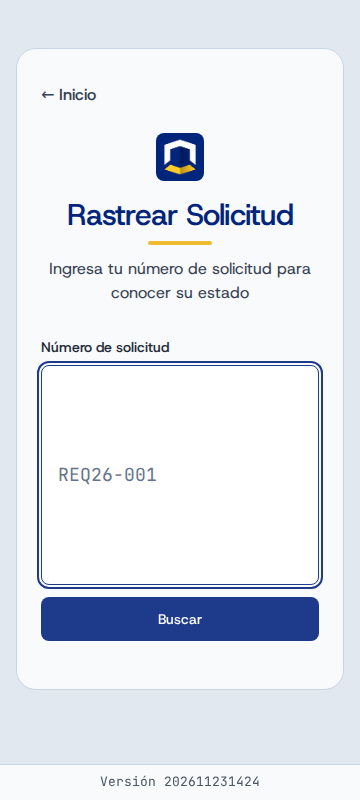 ← Inicio
Rastrear Solicitud
Ingresa tu número de solicitud para
conocer su estado
Número de solicitud
REQ26-001
Buscar
Versión 202611231424